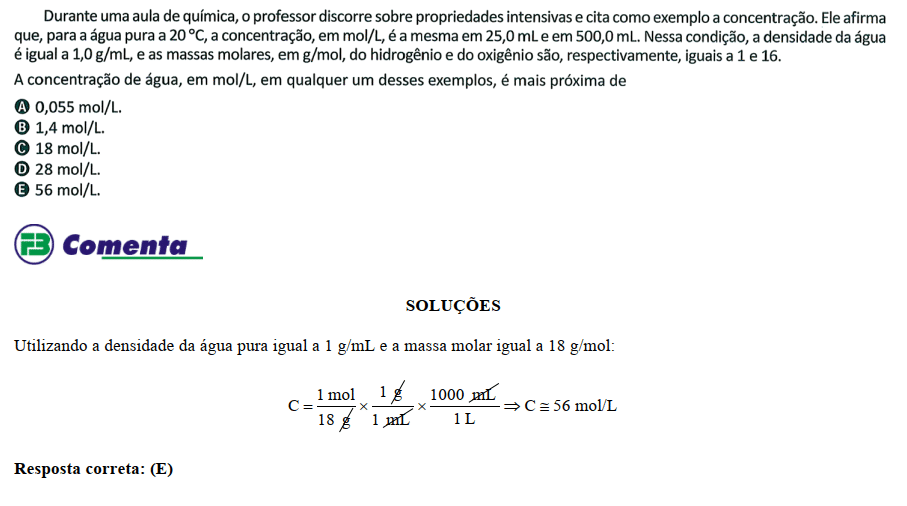 Durante uma aula de química, o professor discorre sobre propriedades intensivas e cita como exemplo a concentração. Ele afirma
que, para a água pura a 20 °C, a concentração, em mol/L, é a mesma em 25,0 mL e em 500,0 mL. Nessa condição, a densidade da água
é igual a 1,0 g/mL, e as massas molares, em g/mol, do hidrogênio e do oxigênio são, respectivamente, iguais a 1 e 16.
A concentração de água, em mol/L, em qualquer um desses exemplos, é mais próxima de
A 0,055 mol/L.
B 1,4 mol/L.
C 18 mol/L.
D 28 mol/L.
E 56 mol/L.
FB Comenta
SOLUÇÕES
Utilizando a densidade da água pura igual a 1 g/mL e a massa molar igual a 18 g/mol:
C = 1 mol / 18 g × 1 g / 1 mL × 1000 mL / 1 L ⇒ C ≅ 56 mol/L
Resposta correta: (E)